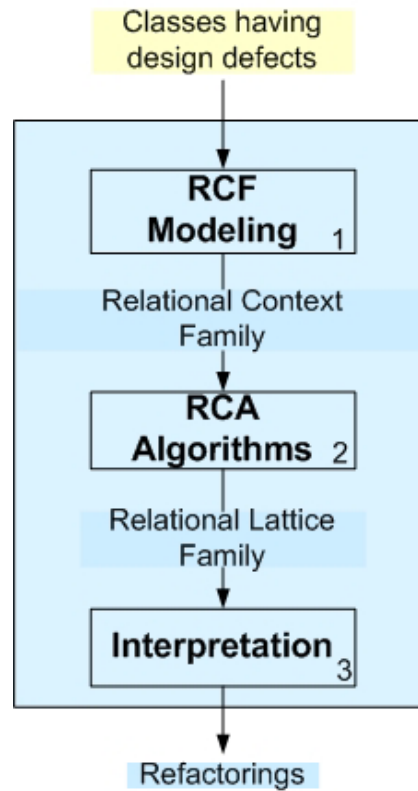 Classes having
design defects
RCF
Modeling 1
Relational Context
Family
RCA
Algorithms 2
Relational Lattice
Family
Interpretation
3
Refactorings